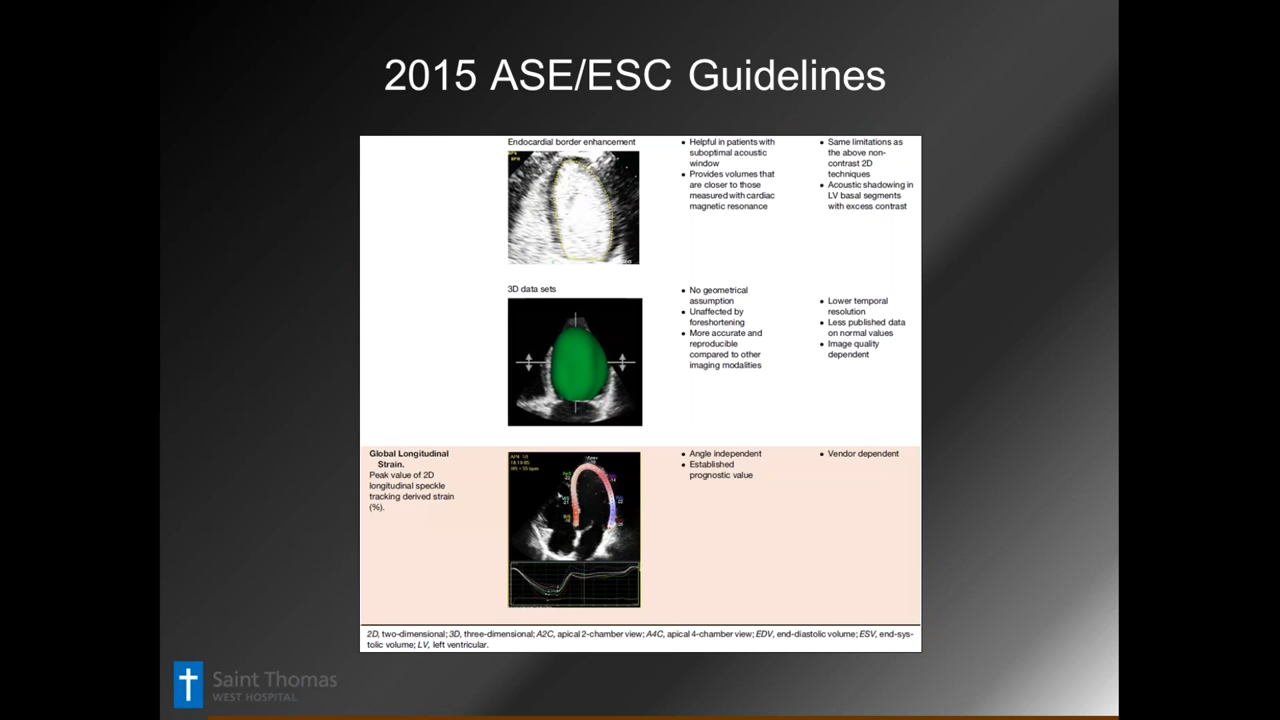 2015 ASE/ESC Guidelines
Endocardial border enhancement
• Helpful in patients with
suboptimal acoustic
window
• Provides volumes that
are closer to those
measured with cardiac
magnetic resonance
• Same limitations as
the above non-
contrast 2D
techniques
• Acoustic shadowing in
LV basal segments
with excess contrast
3D data sets
• No geometrical
assumption
• Unaffected by
foreshortening
• More accurate and
reproducible
compared to other
imaging modalities
• Lower temporal
resolution
• Less published data
on normal values
• Image quality
dependent
Global Longitudinal
Strain.
Peak value of 2D
longitudinal speckle
tracking derived strain
(%).
• Angle independent
• Established
prognostic value
• Vendor dependent
2D, two-dimensional; 3D, three-dimensional; A2C, apical 2-chamber view; A4C, apical 4-chamber view; EDV, end-diastolic volume; ESV, end-sys-
tolic volume; LV, left ventricular.
Saint Thomas
WEST HOSPITAL